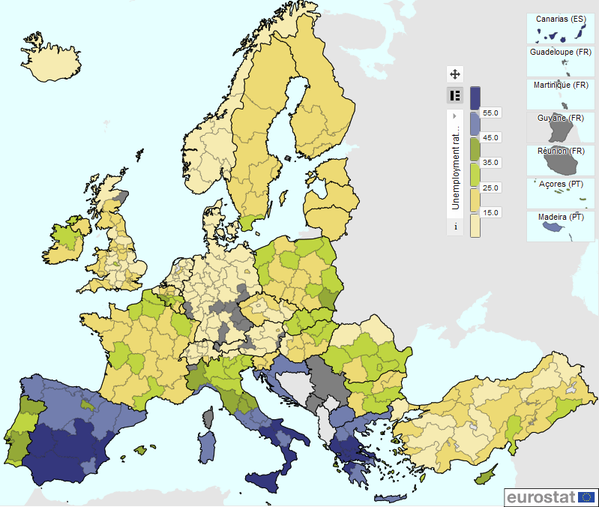 Canarias (ES)
Guadeloupe (FR)
Martinique (FR)
Guyane (FR)
Réunion (FR)
Açores (PT)
Madeira (PT)
Unemployment rat...
55.0
45.0
35.0
25.0
15.0
i
eurostat